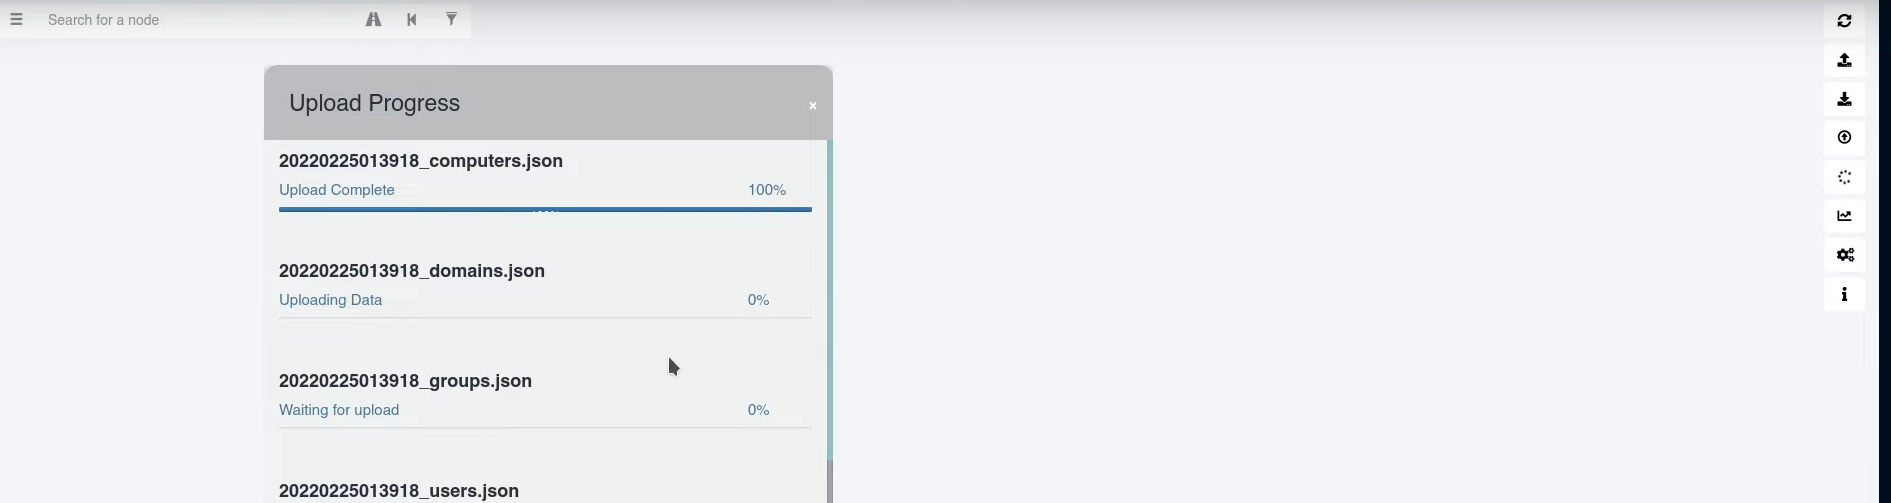 Search for a node
Upload Progress
×
20220225013918_computers.json
Upload Complete 100%
20220225013918_domains.json
Uploading Data 0%
20220225013918_groups.json
Waiting for upload 0%
20220225013918_users.json